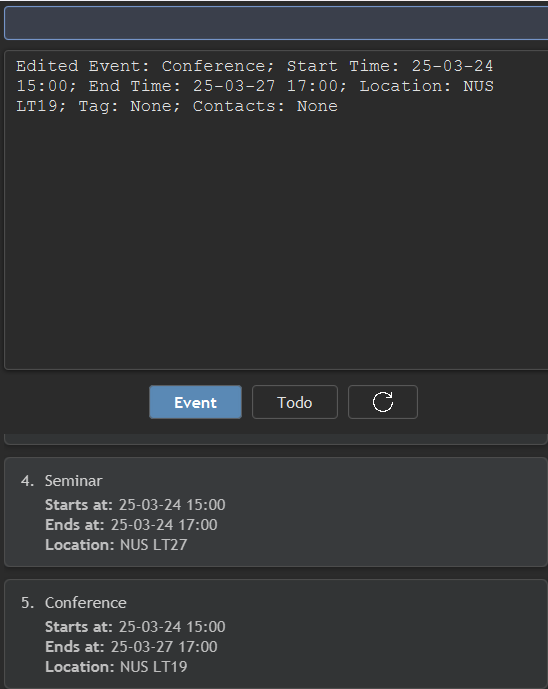 Edited Event: Conference; Start Time: 25-03-24
15:00; End Time: 25-03-27 17:00; Location: NUS
LT19; Tag: None; Contacts: None
Event
Todo
4. Seminar
Starts at: 25-03-24 15:00
Ends at: 25-03-24 17:00
Location: NUS LT27
5. Conference
Starts at: 25-03-24 15:00
Ends at: 25-03-27 17:00
Location: NUS LT19